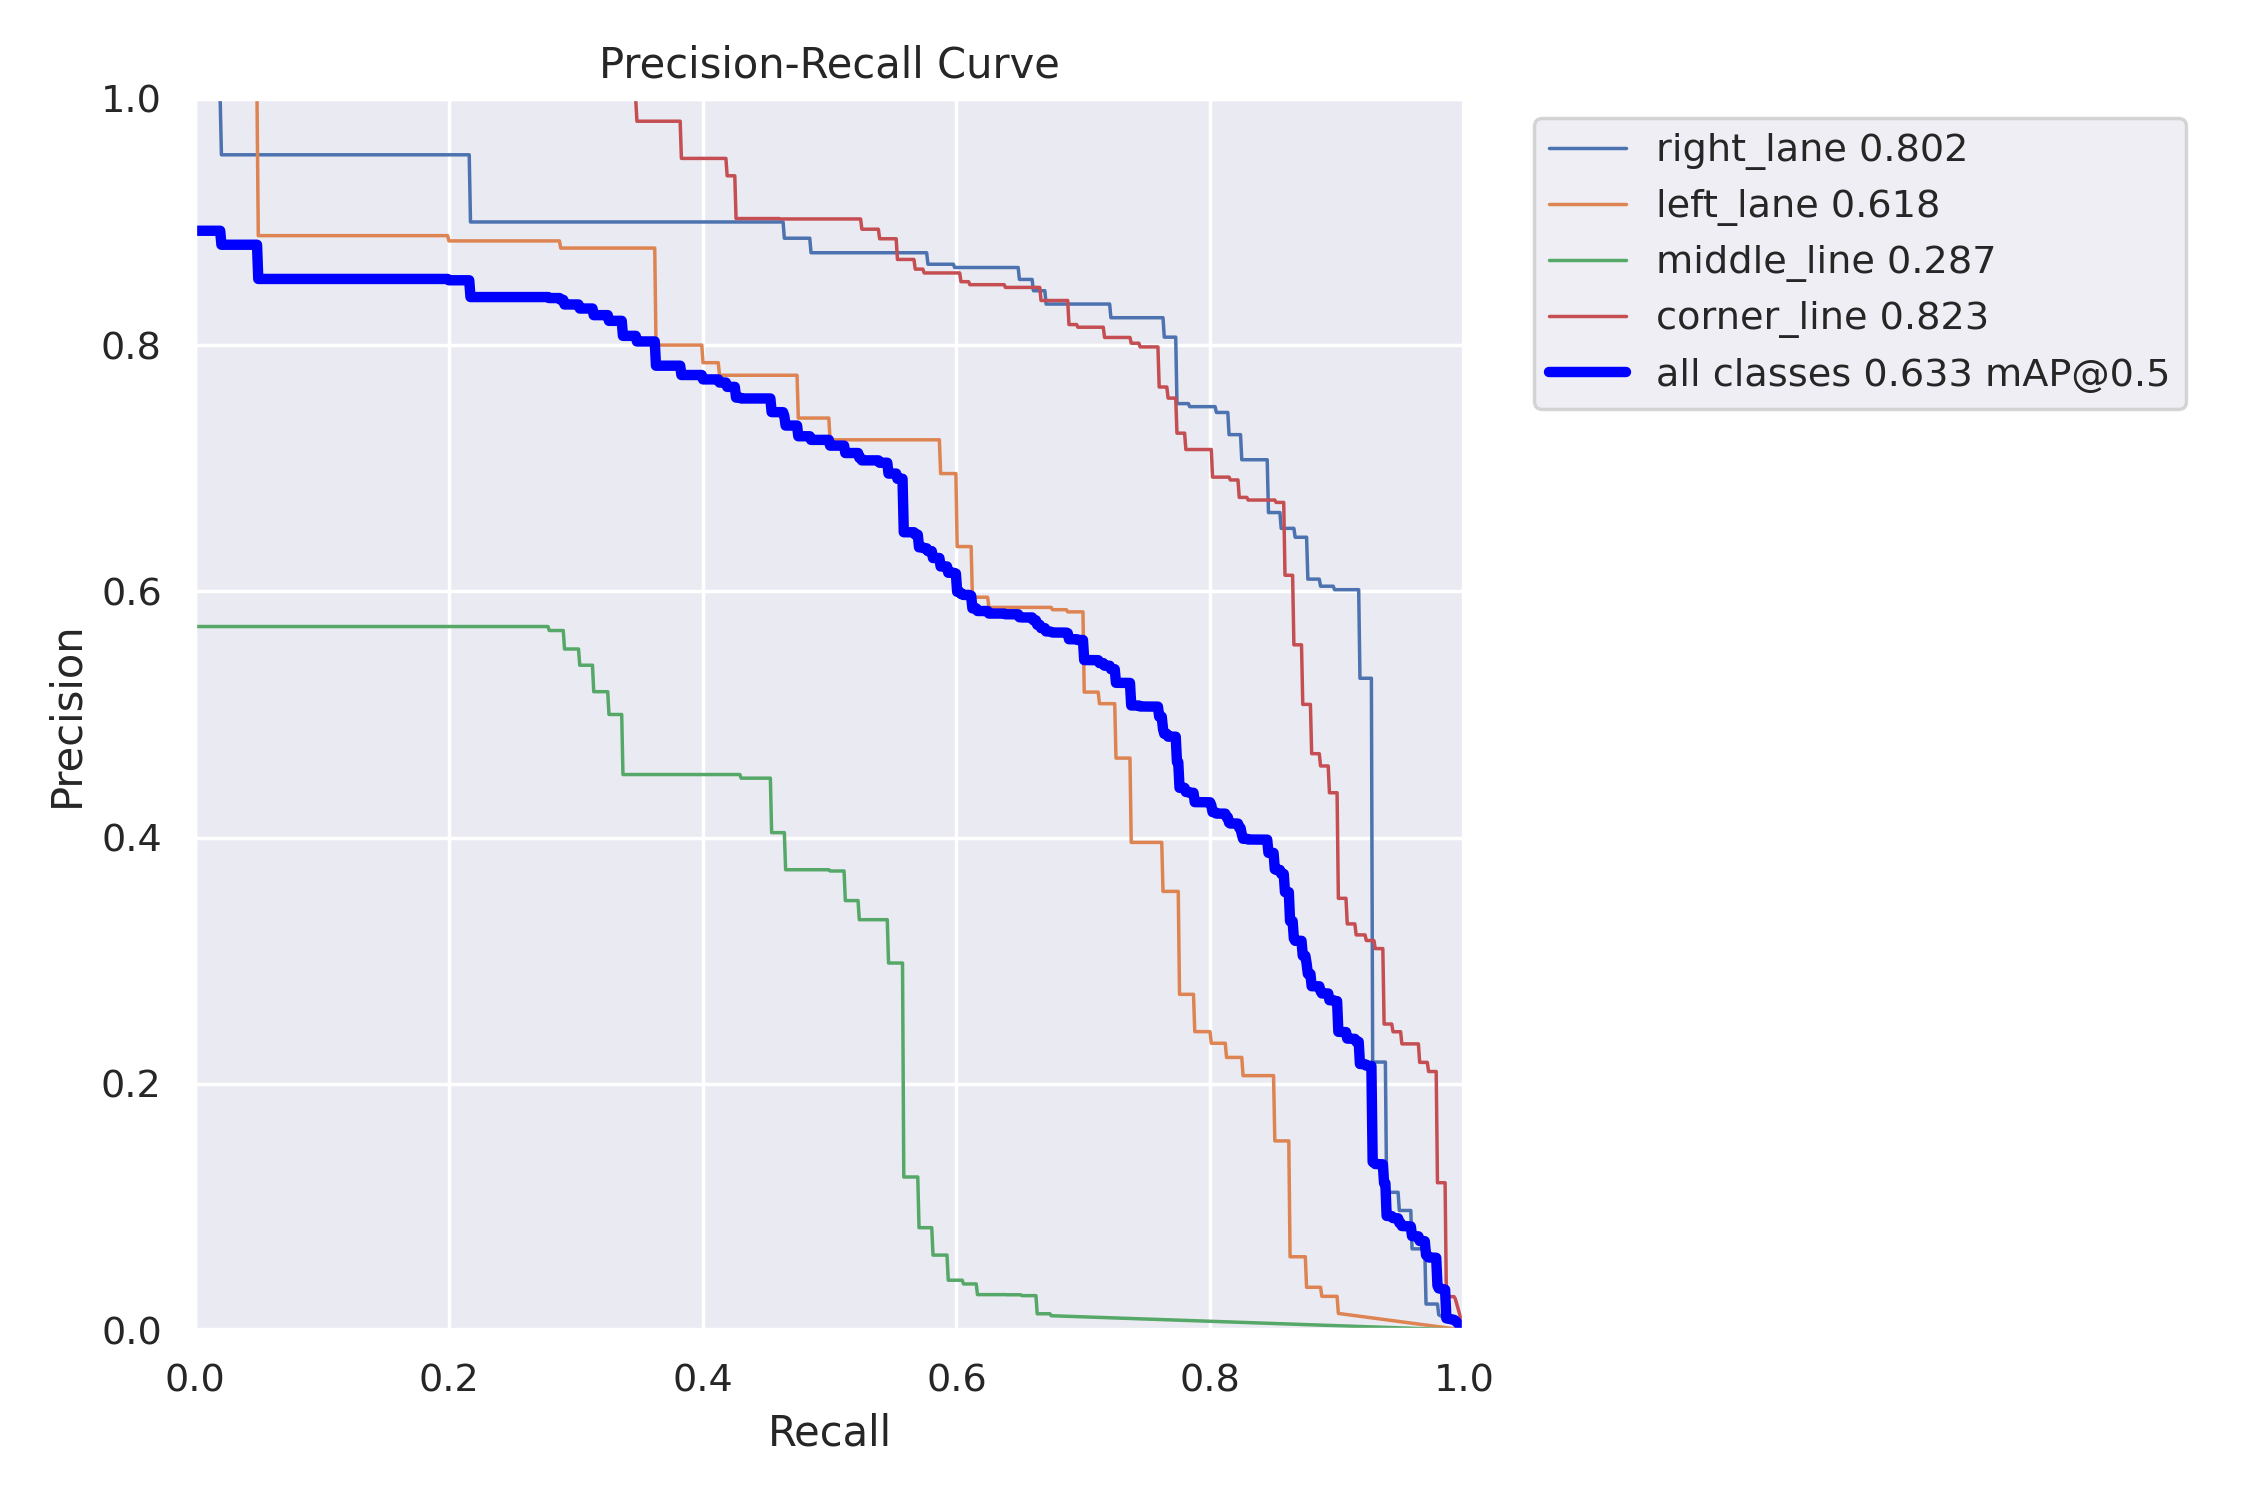 Precision-Recall Curve
1.0
0.8
0.6
0.4
0.2
0.0
Precision
0.0 0.2 0.4 0.6 0.8 1.0
Recall
right_lane 0.802
left_lane 0.618
middle_line 0.287
corner_line 0.823
all classes 0.633 mAP@0.5